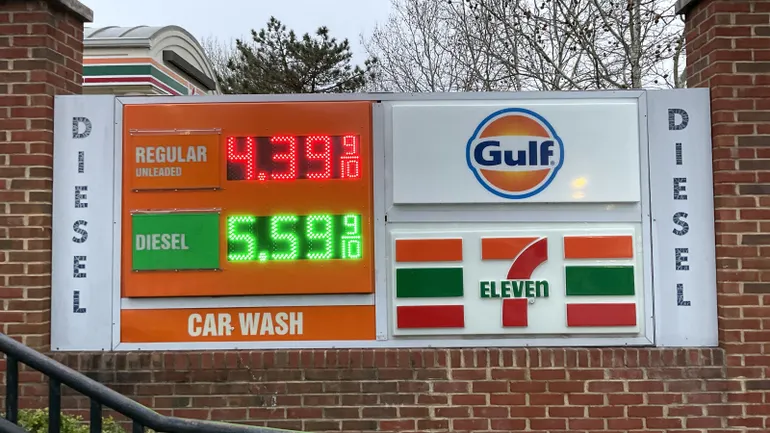 DIESEL
REGULAR
UNLEADED
4.39 9/10
DIESEL
5.59 9/10
CAR WASH
Gulf
7
ELEVEn
DIESEL